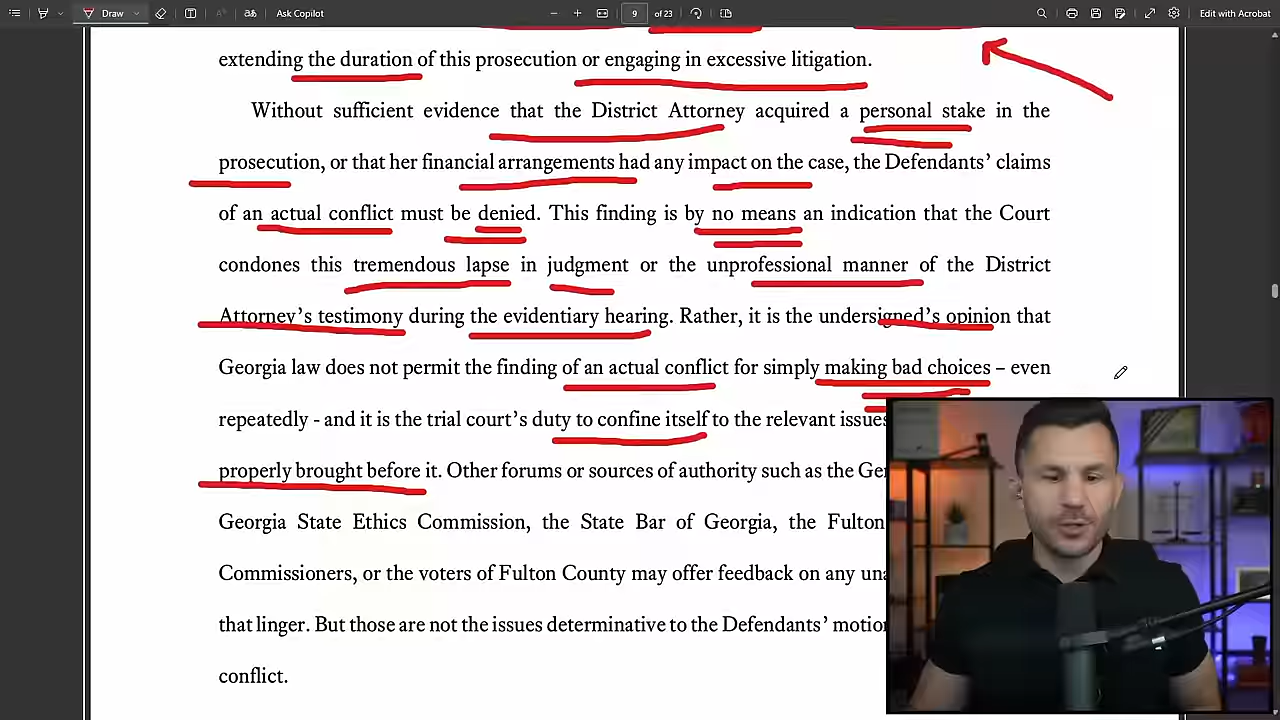 Draw
Ask Copilot
9 of 23
Edit with Acrobat
extending the duration of this prosecution or engaging in excessive litigation.
Without sufficient evidence that the District Attorney acquired a personal stake in the
prosecution, or that her financial arrangements had any impact on the case, the Defendants’ claims
of an actual conflict must be denied. This finding is by no means an indication that the Court
condones this tremendous lapse in judgment or the unprofessional manner of the District
Attorney’s testimony during the evidentiary hearing. Rather, it is the undersigned’s opinion that
Georgia law does not permit the finding of an actual conflict for simply making bad choices – even
repeatedly - and it is the trial court’s duty to confine itself to the relevant issues
properly brought before it. Other forums or sources of authority such as the
Georgia State Ethics Commission, the State Bar of Georgia, the Fulton
Commissioners, or the voters of Fulton County may offer feedback on any
that linger. But those are not the issues determinative to the Defendants’
conflict.